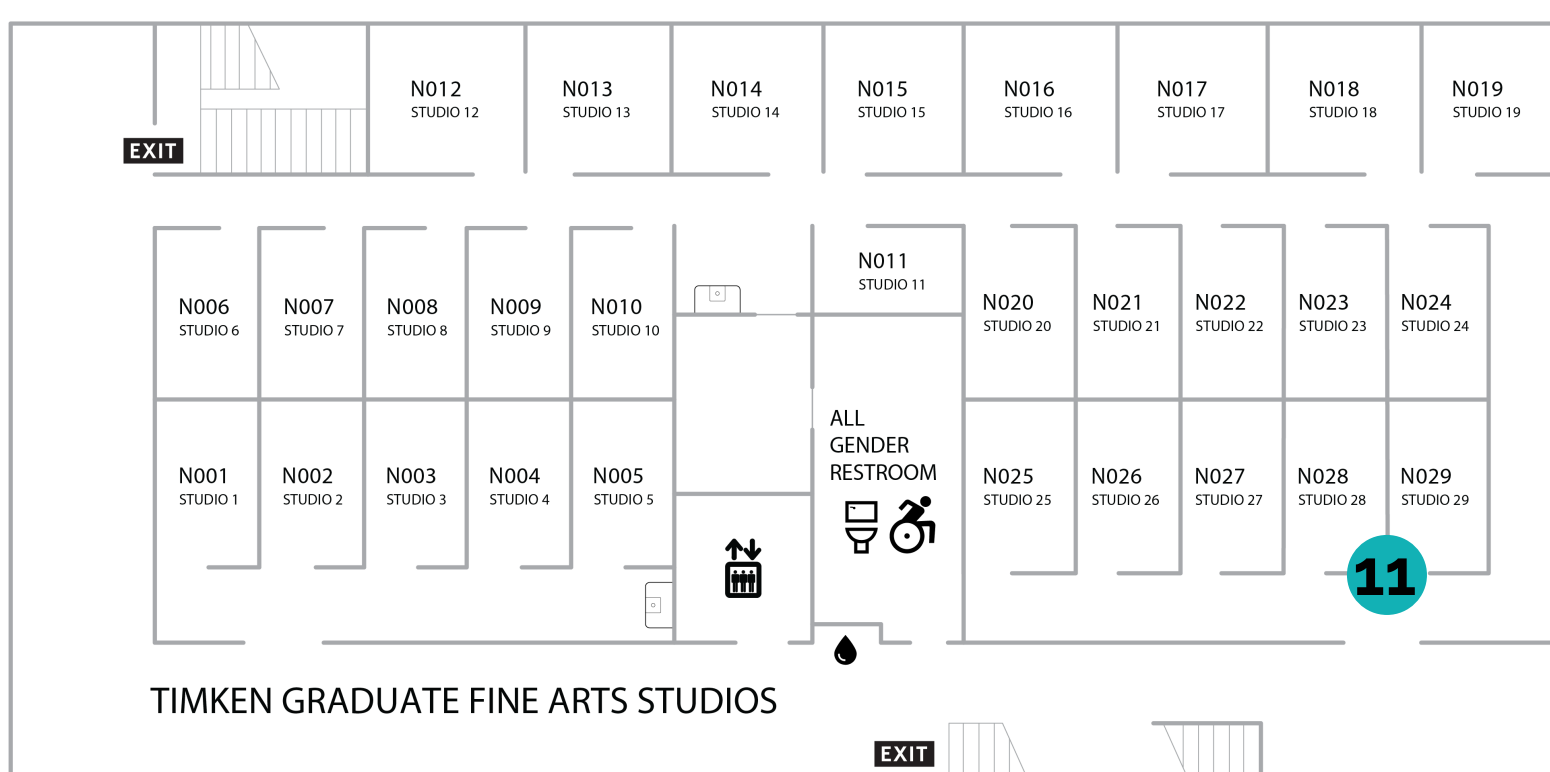 N012
STUDIO 12
N013
STUDIO 13
N014
STUDIO 14
N015
STUDIO 15
N016
STUDIO 16
N017
STUDIO 17
N018
STUDIO 18
N019
STUDIO 19
EXIT
N006
STUDIO 6
N007
STUDIO 7
N008
STUDIO 8
N009
STUDIO 9
N010
STUDIO 10
N011
STUDIO 11
N020
STUDIO 20
N021
STUDIO 21
N022
STUDIO 22
N023
STUDIO 23
N024
STUDIO 24
N001
STUDIO 1
N002
STUDIO 2
N003
STUDIO 3
N004
STUDIO 4
N005
STUDIO 5
ALL
GENDER
RESTROOM
N025
STUDIO 25
N026
STUDIO 26
N027
STUDIO 27
N028
STUDIO 28
N029
STUDIO 29
11
TIMKEN GRADUATE FINE ARTS STUDIOS
EXIT